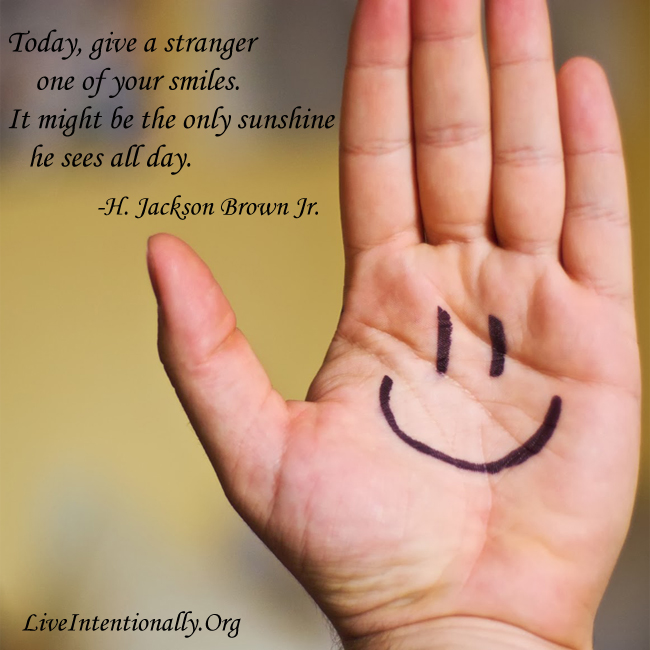 Today, give a stranger
one of your smiles.
It might be the only sunshine
he sees all day.
-H. Jackson Brown Jr.
LiveIntentionally.Org